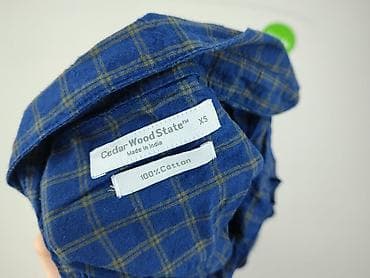 Cedar Wood State™
XS
Made in India
100% Cotton